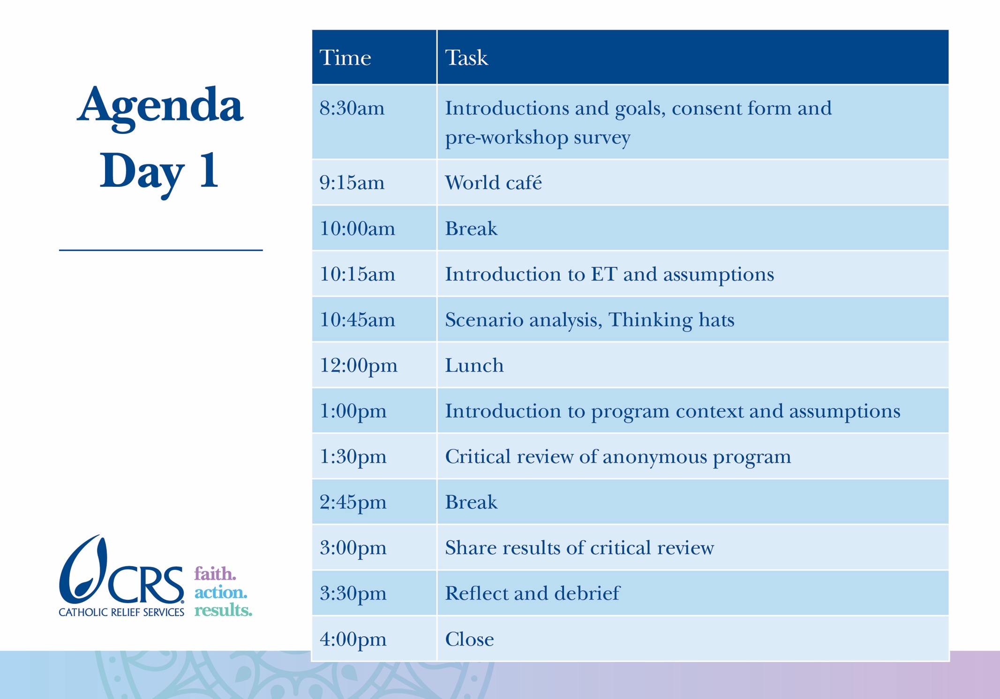 Agenda
Day 1
Time Task
8:30am Introductions and goals, consent form and
pre-workshop survey
9:15am World café
10:00am Break
10:15am Introduction to ET and assumptions
10:45am Scenario analysis, Thinking hats
12:00pm Lunch
1:00pm Introduction to program context and assumptions
1:30pm Critical review of anonymous program
2:45pm Break
3:00pm Share results of critical review
3:30pm Reflect and debrief
4:00pm Close
CRS®
CATHOLIC RELIEF SERVICES
faith.
action.
results.